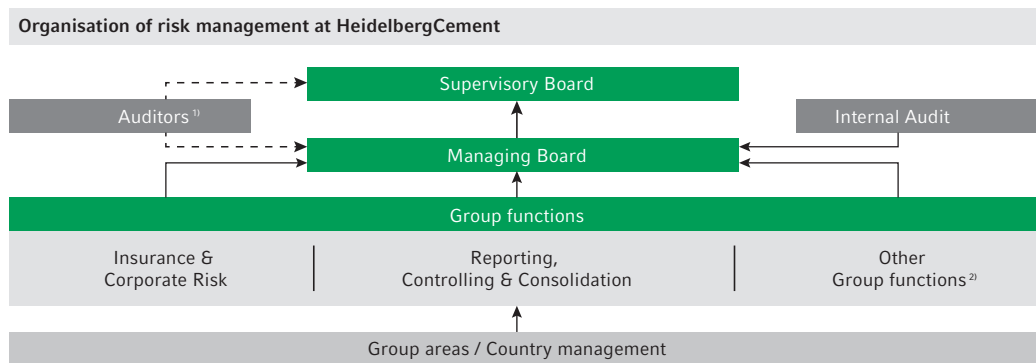 Organisation of risk management at HeidelbergCement
Supervisory Board
Auditors 1)
Internal Audit
Managing Board
Group functions
Insurance &
Corporate Risk
Reporting,
Controlling & Consolidation
Other
Group functions 2)
Group areas / Country management